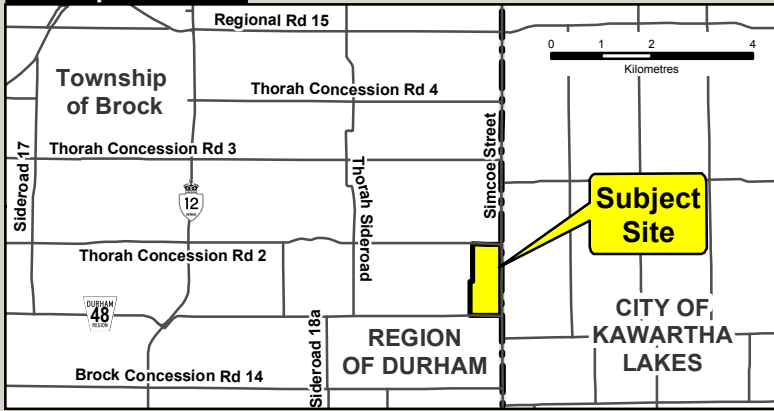 Regional Rd 15
0 1 2 4
Kilometres
Township
of Brock
Thorah Concession Rd 4
Simcoe Street
Thorah Concession Rd 3
Sideroad 17
Thorah Sideroad
12
Subject
Site
Thorah Concession Rd 2
DURHAM
48
REGION
Sideroad 18a
REGION
OF DURHAM
CITY OF
KAWARTHA
LAKES
Brock Concession Rd 14